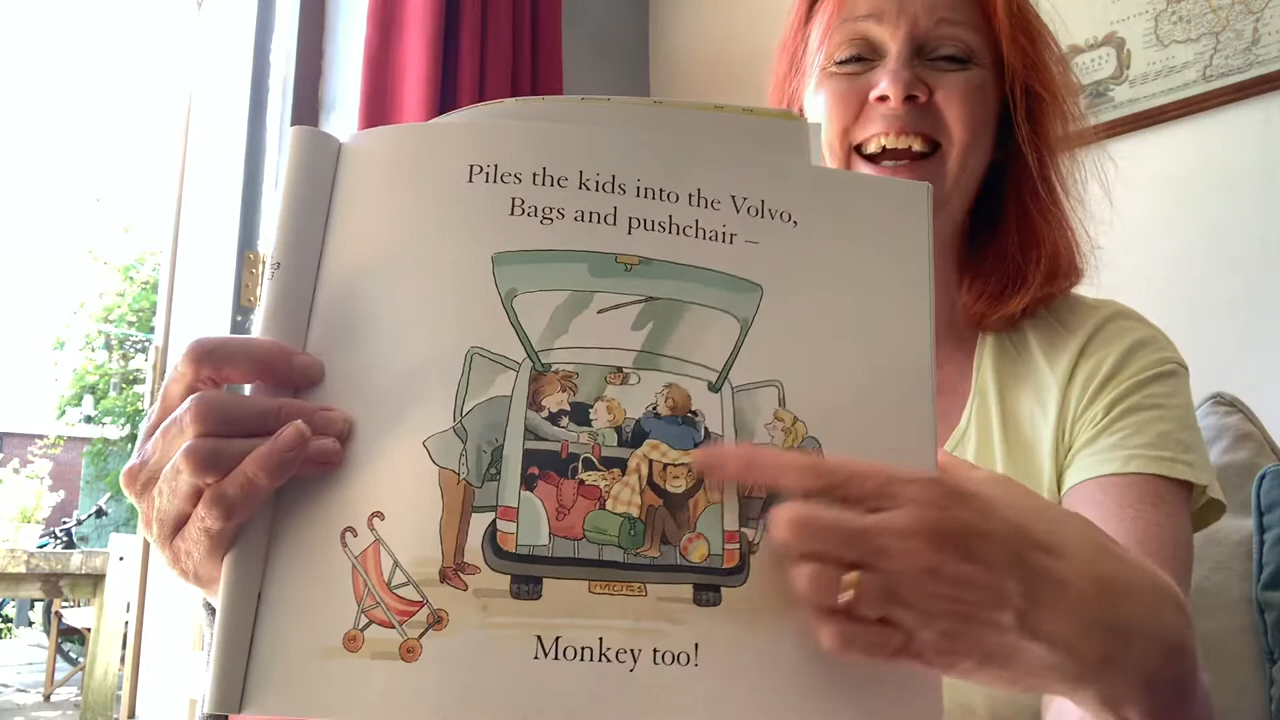 Piles the kids into the Volvo,
Bags and pushchair –
Monkey too!